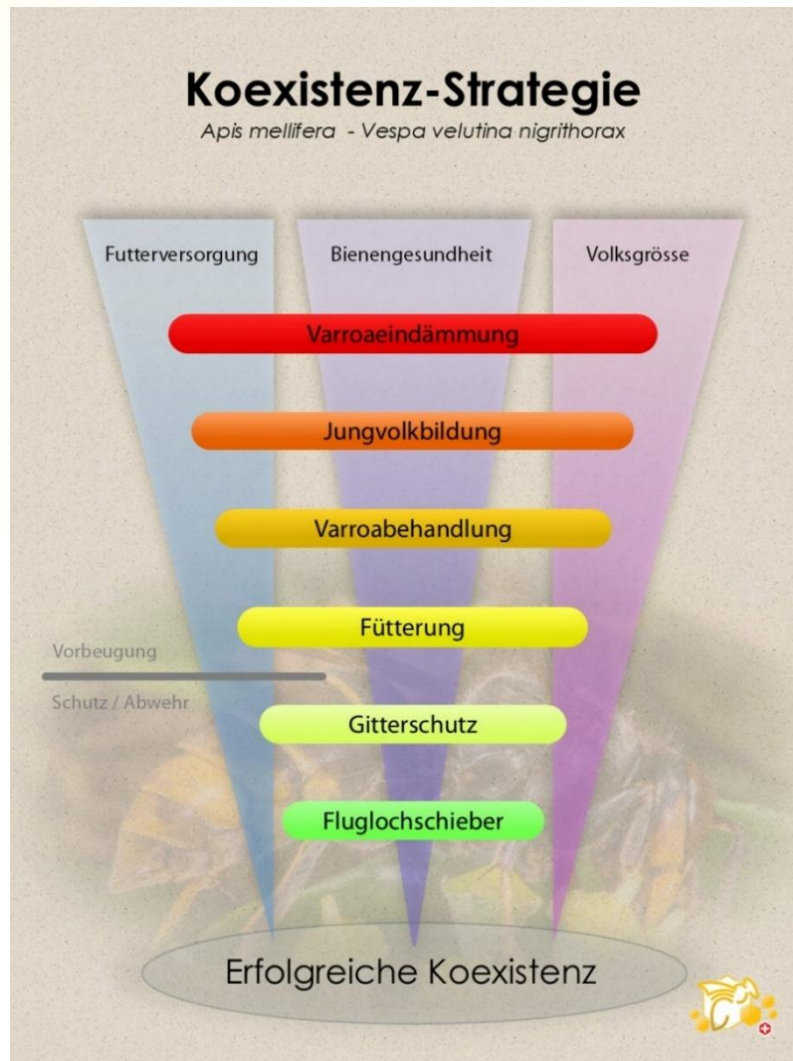 Koexistenz-Strategie
Apis mellifera - Vespa velutina nigrithorax
Futterversorgung
Bienengesundheit
Volksgrösse
Varroaeindämmung
Jungvolkbildung
Varroabehandlung
Fütterung
Vorbeugung
Schutz / Abwehr
Gitterschutz
Fluglochschieber
Erfolgreiche Koexistenz